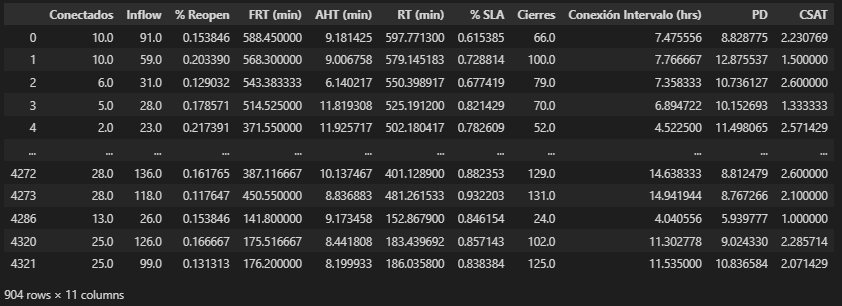 Conectados Inflow % Reopen FRT (min) AHT (min) RT (min) % SLA Cierres Conexión Intervalo (hrs) PD CSAT
0 10.0 91.0 0.153846 588.450000 9.181425 597.771300 0.615385 66.0 7.475556 8.828775 2.230769
1 10.0 59.0 0.203390 568.300000 9.006758 579.145183 0.728814 100.0 7.766667 12.875537 1.500000
2 6.0 31.0 0.129032 543.383333 6.140217 550.398917 0.677419 79.0 7.358333 10.736127 2.600000
3 5.0 28.0 0.178571 514.525000 11.819308 525.191200 0.821429 70.0 6.894722 10.152693 1.333333
4 2.0 23.0 0.217391 371.550000 11.925717 502.180417 0.782609 52.0 4.522500 11.498065 2.571429
... ... ... ... ... ... ... ... ... ... ... ...
4272 28.0 136.0 0.161765 387.116667 10.137467 401.128900 0.882353 129.0 14.638333 8.812479 2.600000
4273 28.0 118.0 0.117647 450.550000 8.836883 481.261533 0.932203 131.0 14.941944 8.767266 2.100000
4286 13.0 26.0 0.153846 141.800000 9.173458 152.867900 0.846154 24.0 4.040556 5.939777 1.000000
4320 25.0 126.0 0.166667 175.516667 8.441808 183.439692 0.857143 102.0 11.302778 9.024330 2.285714
4321 25.0 99.0 0.131313 176.200000 8.199933 186.035800 0.838384 125.0 11.535000 10.836584 2.071429
904 rows × 11 columns